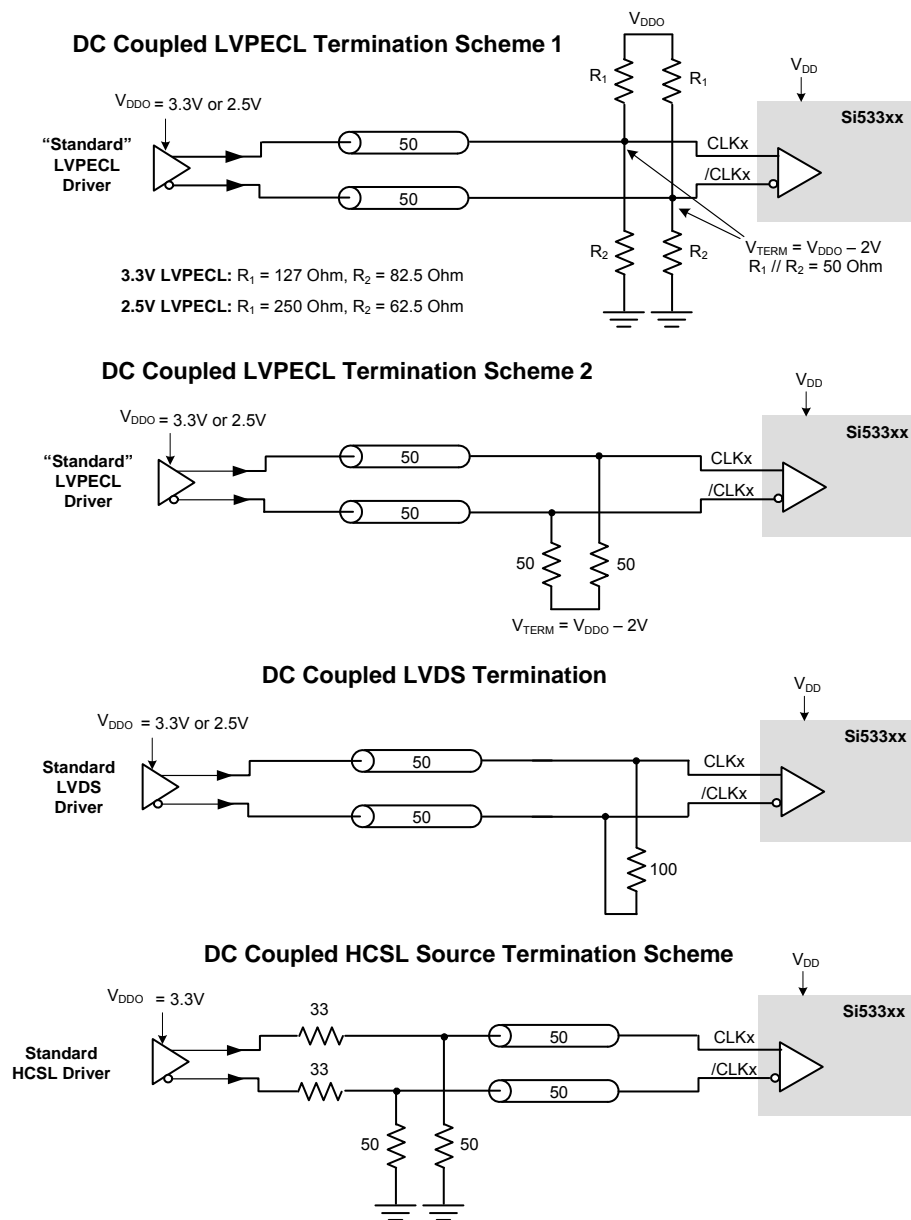 DC Coupled LVPECL Termination Scheme 1
VDDO
R1
R1
VDD
VDDO = 3.3V or 2.5V
Si533xx
“Standard”
LVPECL
Driver
50
CLKx
50
/CLKx
R2
R2
VTERM = VDDO – 2V
R1 // R2 = 50 Ohm
3.3V LVPECL: R1 = 127 Ohm, R2 = 82.5 Ohm
2.5V LVPECL: R1 = 250 Ohm, R2 = 62.5 Ohm
DC Coupled LVPECL Termination Scheme 2
VDD
VDDO = 3.3V or 2.5V
Si533xx
“Standard”
LVPECL
Driver
50
CLKx
50
/CLKx
50
50
VTERM = VDDO – 2V
DC Coupled LVDS Termination
VDD
VDDO = 3.3V or 2.5V
Si533xx
Standard
LVDS
Driver
50
CLKx
50
/CLKx
100
DC Coupled HCSL Source Termination Scheme
VDD
VDDO = 3.3V
Si533xx
Standard
HCSL Driver
33
50
CLKx
33
50
/CLKx
50
50